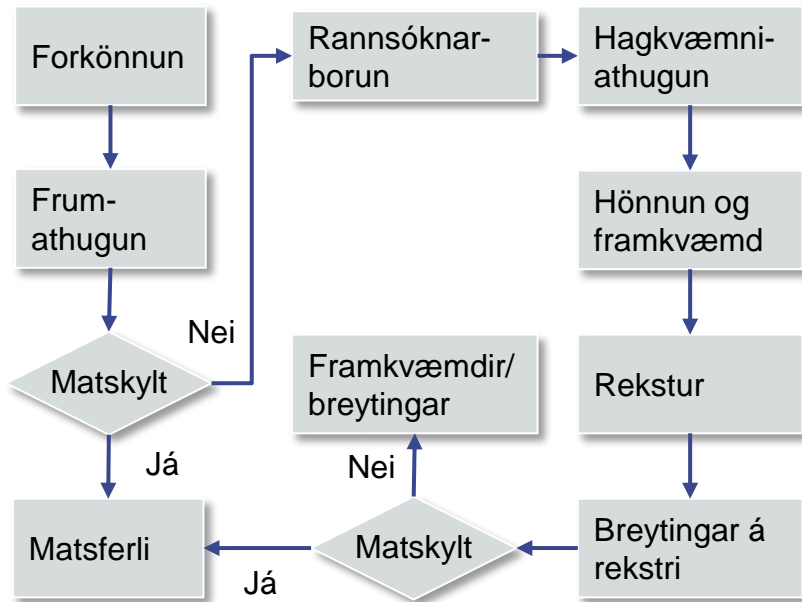 Forkönnun
Frum-
athugun
Matskylt
Nei
Já
Matsferli
Rannsóknar-
borun
Hagkvæmni-
athugun
Hönnun og
framkvæmd
Rekstur
Breytingar á
rekstri
Matskylt
Nei
Já
Framkvæmdir/
breytingar